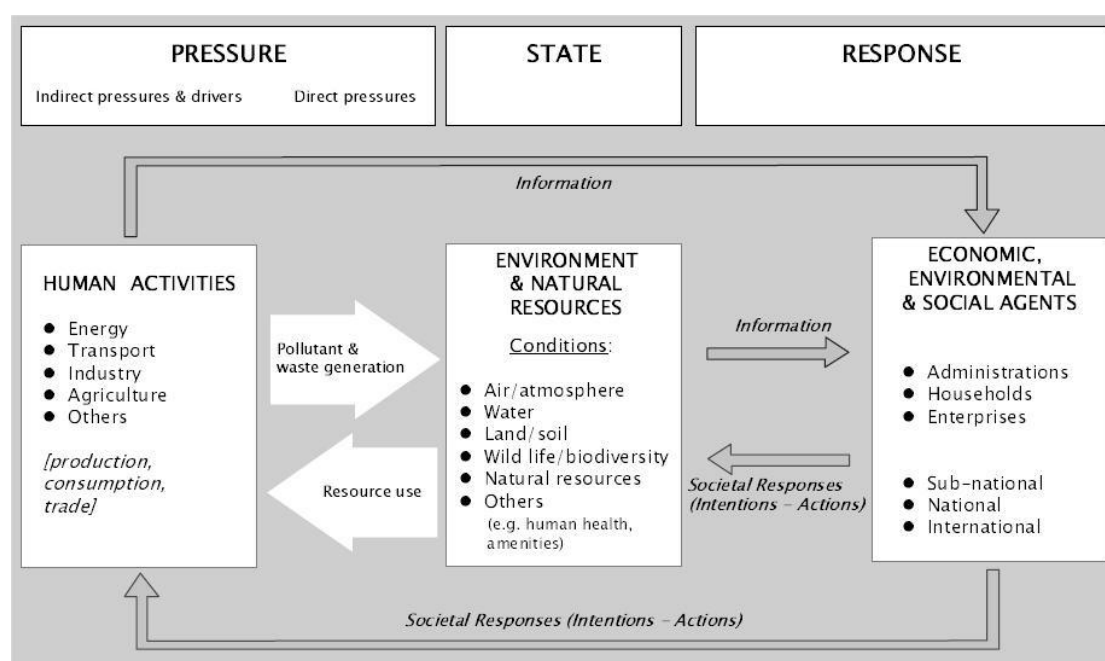 PRESSURE
Indirect pressures & drivers
Direct pressures
STATE
RESPONSE
Information
HUMAN ACTIVITIES
● Energy
● Transport
● Industry
● Agriculture
● Others
[production,
consumption,
trade]
Pollutant &
waste generation
Resource use
ENVIRONMENT
& NATURAL
RESOURCES
Conditions:
● Air/atmosphere
● Water
● Land/soil
● Wild life/biodiversity
● Natural resources
● Others
(e.g. human health,
amenities)
Information
Societal Responses
(Intentions – Actions)
ECONOMIC,
ENVIRONMENTAL
& SOCIAL AGENTS
● Administrations
● Households
● Enterprises
● Sub-national
● National
● International
Societal Responses (Intentions – Actions)